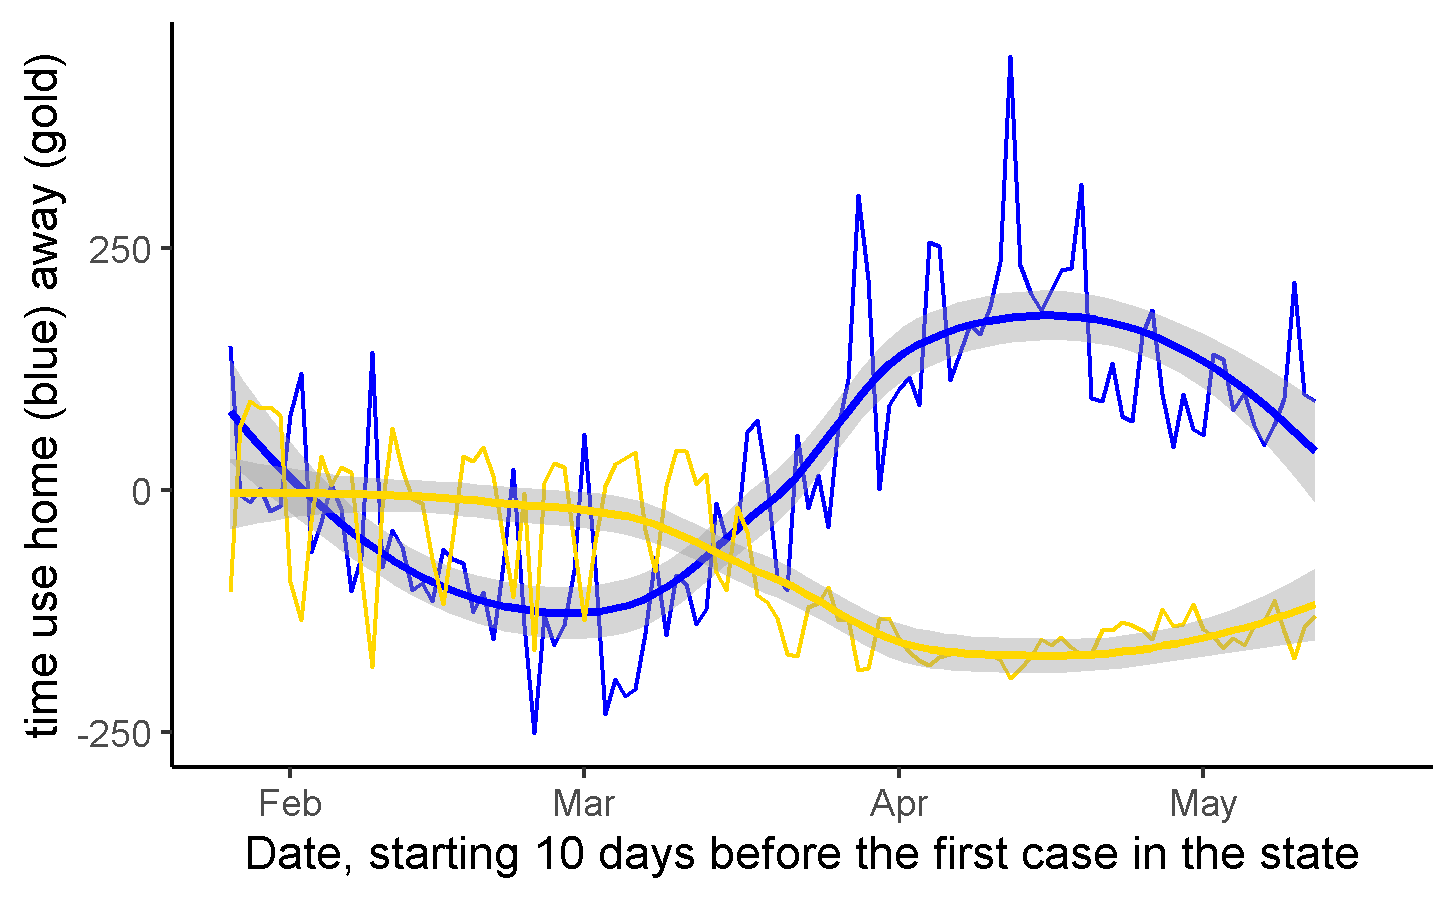 time use home (blue) away (gold)
250
0
-250
Feb Mar Apr May
Date, starting 10 days before the first case in the state